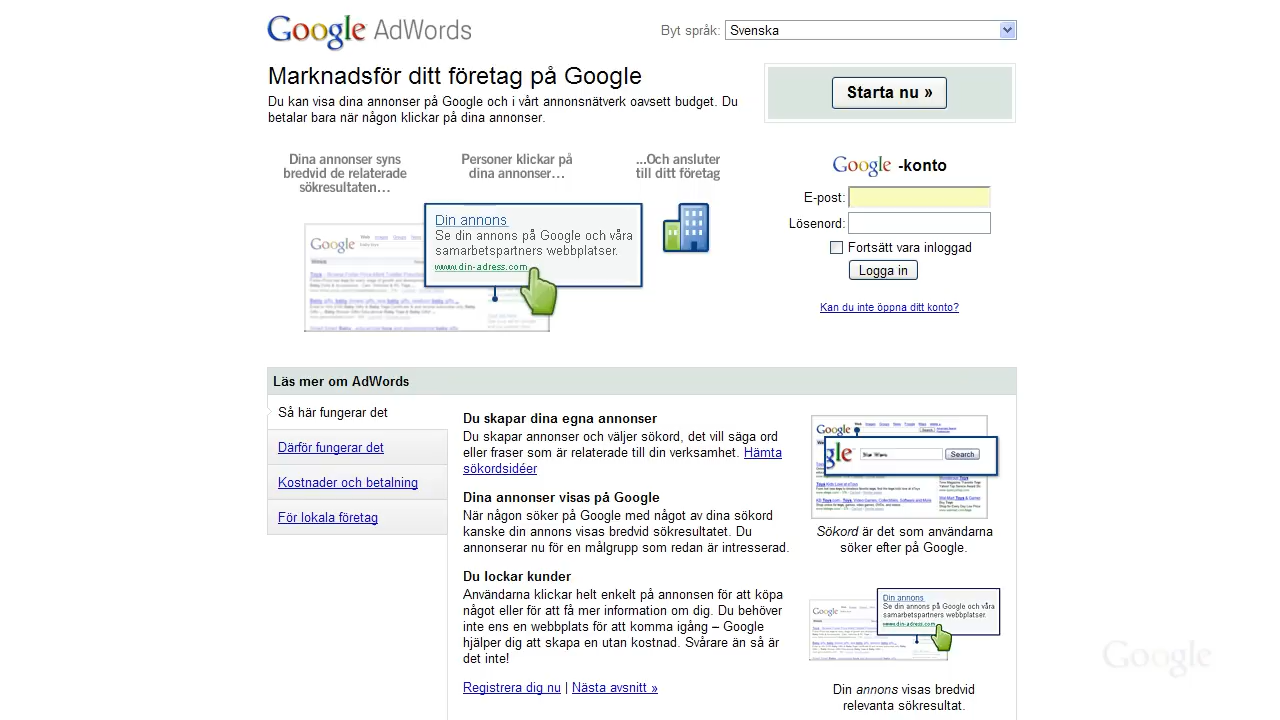 Google AdWords
Byt språk: Svenska
Marknadsför ditt företag på Google
Du kan visa dina annonser på Google och i vårt annonsnätverk oavsett budget. Du
betalar bara när någon klickar på dina annonser.
Starta nu »
Dina annonser syns
bredvid de relaterade
sökresultaten…
Personer klickar på
dina annonser…
...Och ansluter
till ditt företag
Google
Din annons
Se din annons på Google och våra
samarbetspartners webbplatser.
www.din-adress.com
Google -konto
E-post:
Lösenord:
Fortsätt vara inloggad
Logga in
Kan du inte öppna ditt konto?
Läs mer om AdWords
Så här fungerar det
Därför fungerar det
Kostnader och betalning
För lokala företag
Du skapar dina egna annonser
Du skapar annonser och väljer sökord, det vill säga ord
eller fraser som är relaterade till din verksamhet. Hämta
sökordsidéer
Dina annonser visas på Google
När någon söker på Google med något av dina sökord
kanske din annons visas bredvid sökresultatet. Du
annonserar nu för en målgrupp som redan är intresserad.
Du lockar kunder
Användarna klickar helt enkelt på annonsen för att köpa
något eller för att få mer information om dig. Du behöver
inte ens en webbplats för att komma igång – Google
hjälper dig att skapa en utan kostnad. Svårare än så är
det inte!
Registrera dig nu | Nästa avsnitt »
Google
gle
Star Wars
Search
Sökord är det som användarna
söker efter på Google.
Google
Din annons
Se din annons på Google och våra
samarbetspartners webbplatser.
www.din-adress.com
Din annons visas bredvid
relevanta sökresultat.
Google